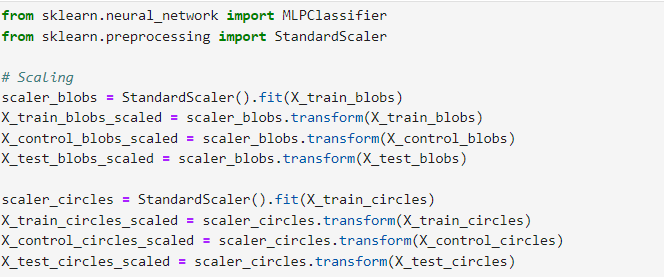 from sklearn.neural_network import MLPClassifier
from sklearn.preprocessing import StandardScaler
# Scaling
scaler_blobs = StandardScaler().fit(X_train_blobs)
X_train_blobs_scaled = scaler_blobs.transform(X_train_blobs)
X_control_blobs_scaled = scaler_blobs.transform(X_control_blobs)
X_test_blobs_scaled = scaler_blobs.transform(X_test_blobs)
scaler_circles = StandardScaler().fit(X_train_circles)
X_train_circles_scaled = scaler_circles.transform(X_train_circles)
X_control_circles_scaled = scaler_circles.transform(X_control_circles)
X_test_circles_scaled = scaler_circles.transform(X_test_circles)